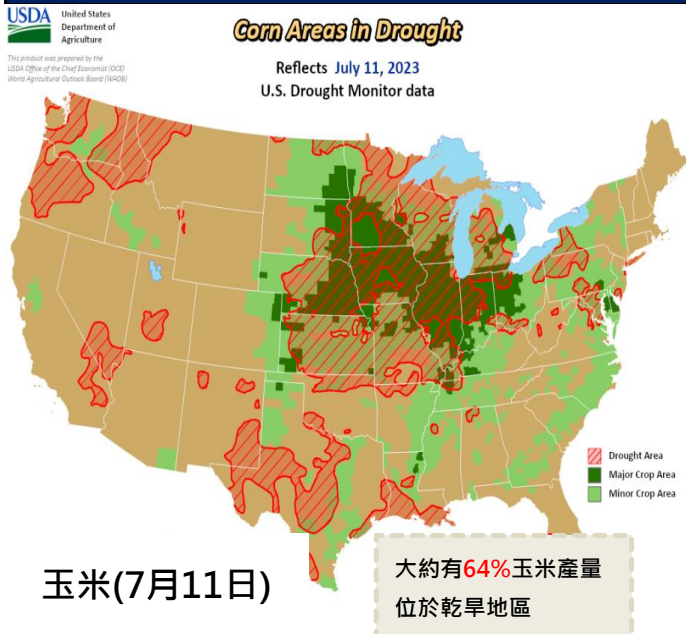 USDA
United States
Department of
Agriculture
This product was prepared by the
USDA Office of the Chief Economist (OCE)
World Agricultural Outlook Board (WAOB)
Corn Areas in Drought
Reflects July 11, 2023
U.S. Drought Monitor data
Drought Area
Major Crop Area
Minor Crop Area
玉米(7月11日)
大約有64%玉米產量
位於乾旱地區